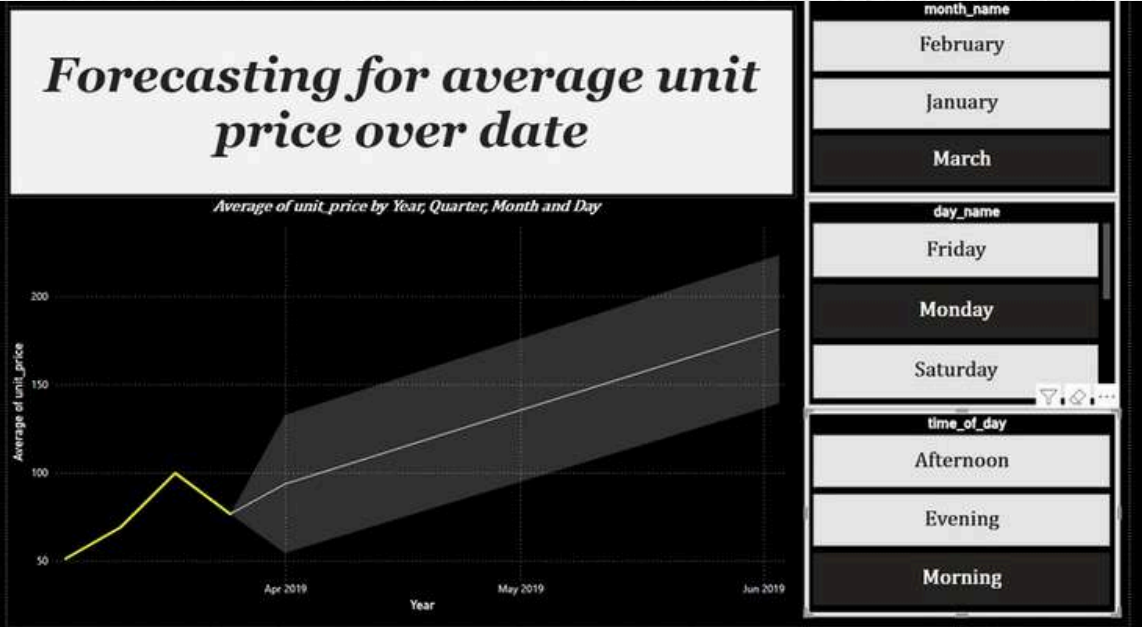 Forecasting for average unit
price over date
Average of unit_price by Year, Quarter, Month and Day
Average of unit_price
200
150
100
50
Apr 2019
May 2019
Jun 2019
Year
month_name
February
January
March
day_name
Friday
Monday
Saturday
time_of_day
Afternoon
Evening
Morning